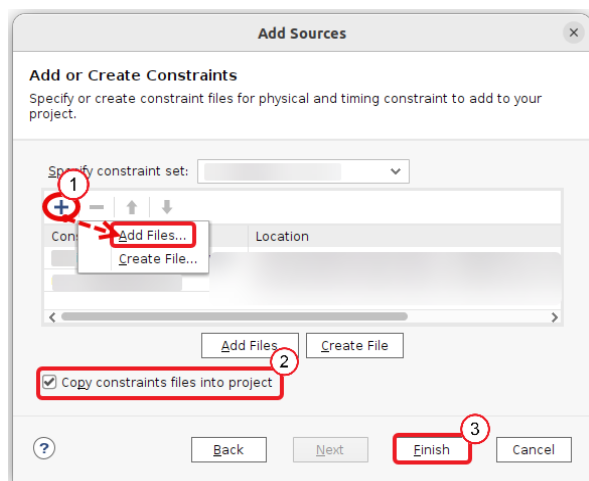 Add Sources
Add or Create Constraints
Specify or create constraint files for physical and timing constraint to add to your
project.
Specify constraint set:
1
Add Files...
Create File...
Cons
Location
Add Files
Create File
2
Copy constraints files into project
3
?
Back
Next
Finish
Cancel